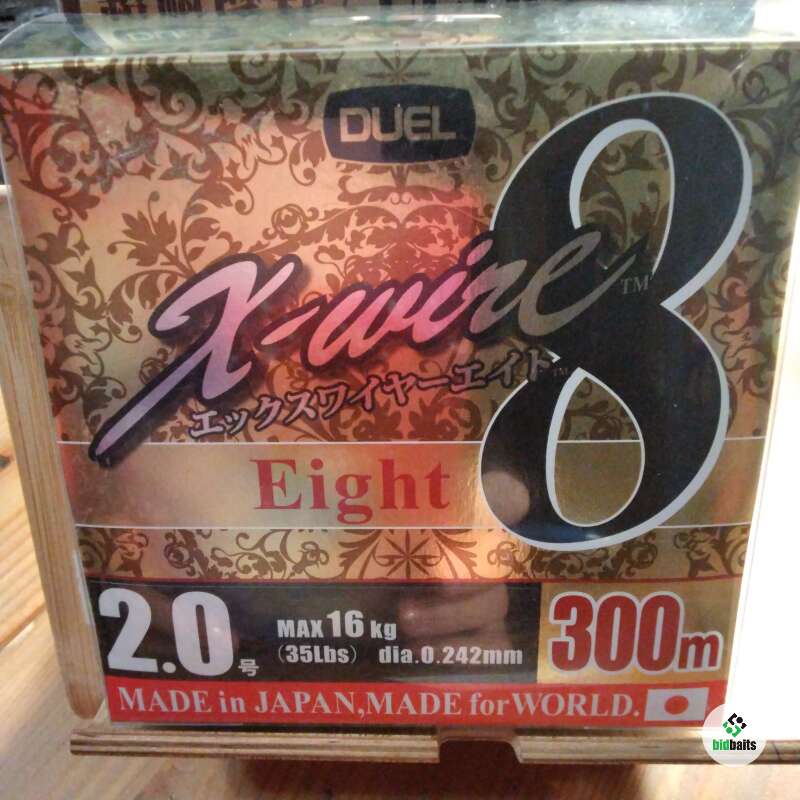 DUEL
X-wire 8 TM
エックスワイヤーエイト TM
Eight
2.0号
MAX 16 kg
(35Lbs) dia.0.242mm
300m
MADE in JAPAN,MADE for WORLD.
bidbaits